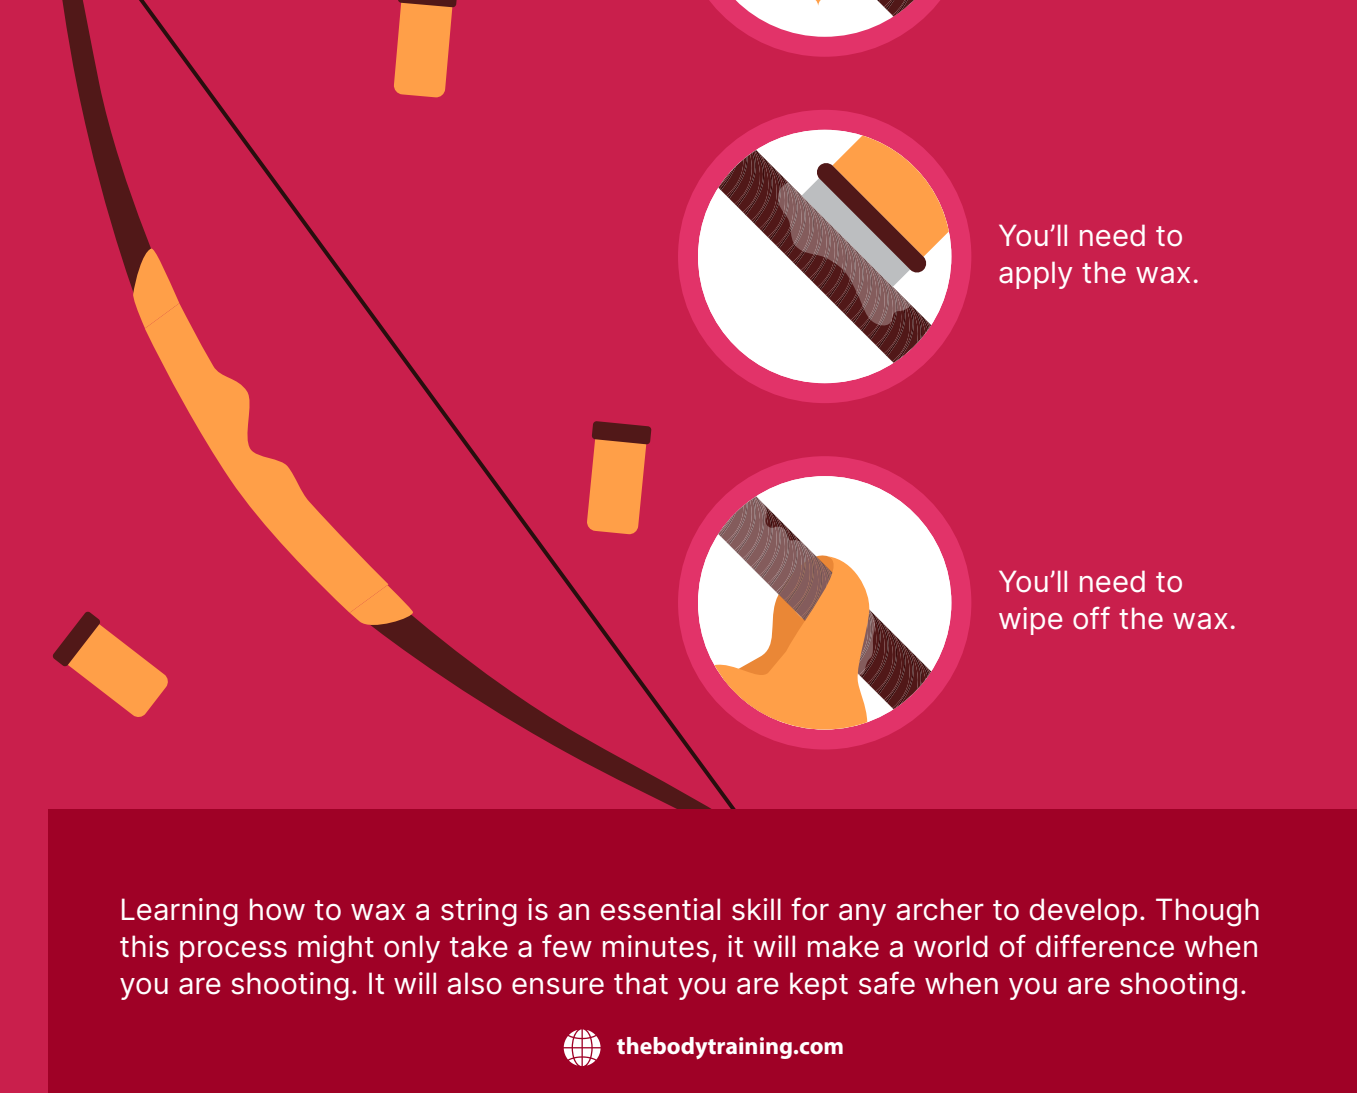 You’ll need to
apply the wax.
You’ll need to
wipe off the wax.
Learning how to wax a string is an essential skill for any archer to develop. Though
this process might only take a few minutes, it will make a world of difference when
you are shooting. It will also ensure that you are kept safe when you are shooting.
thebodytraining.com